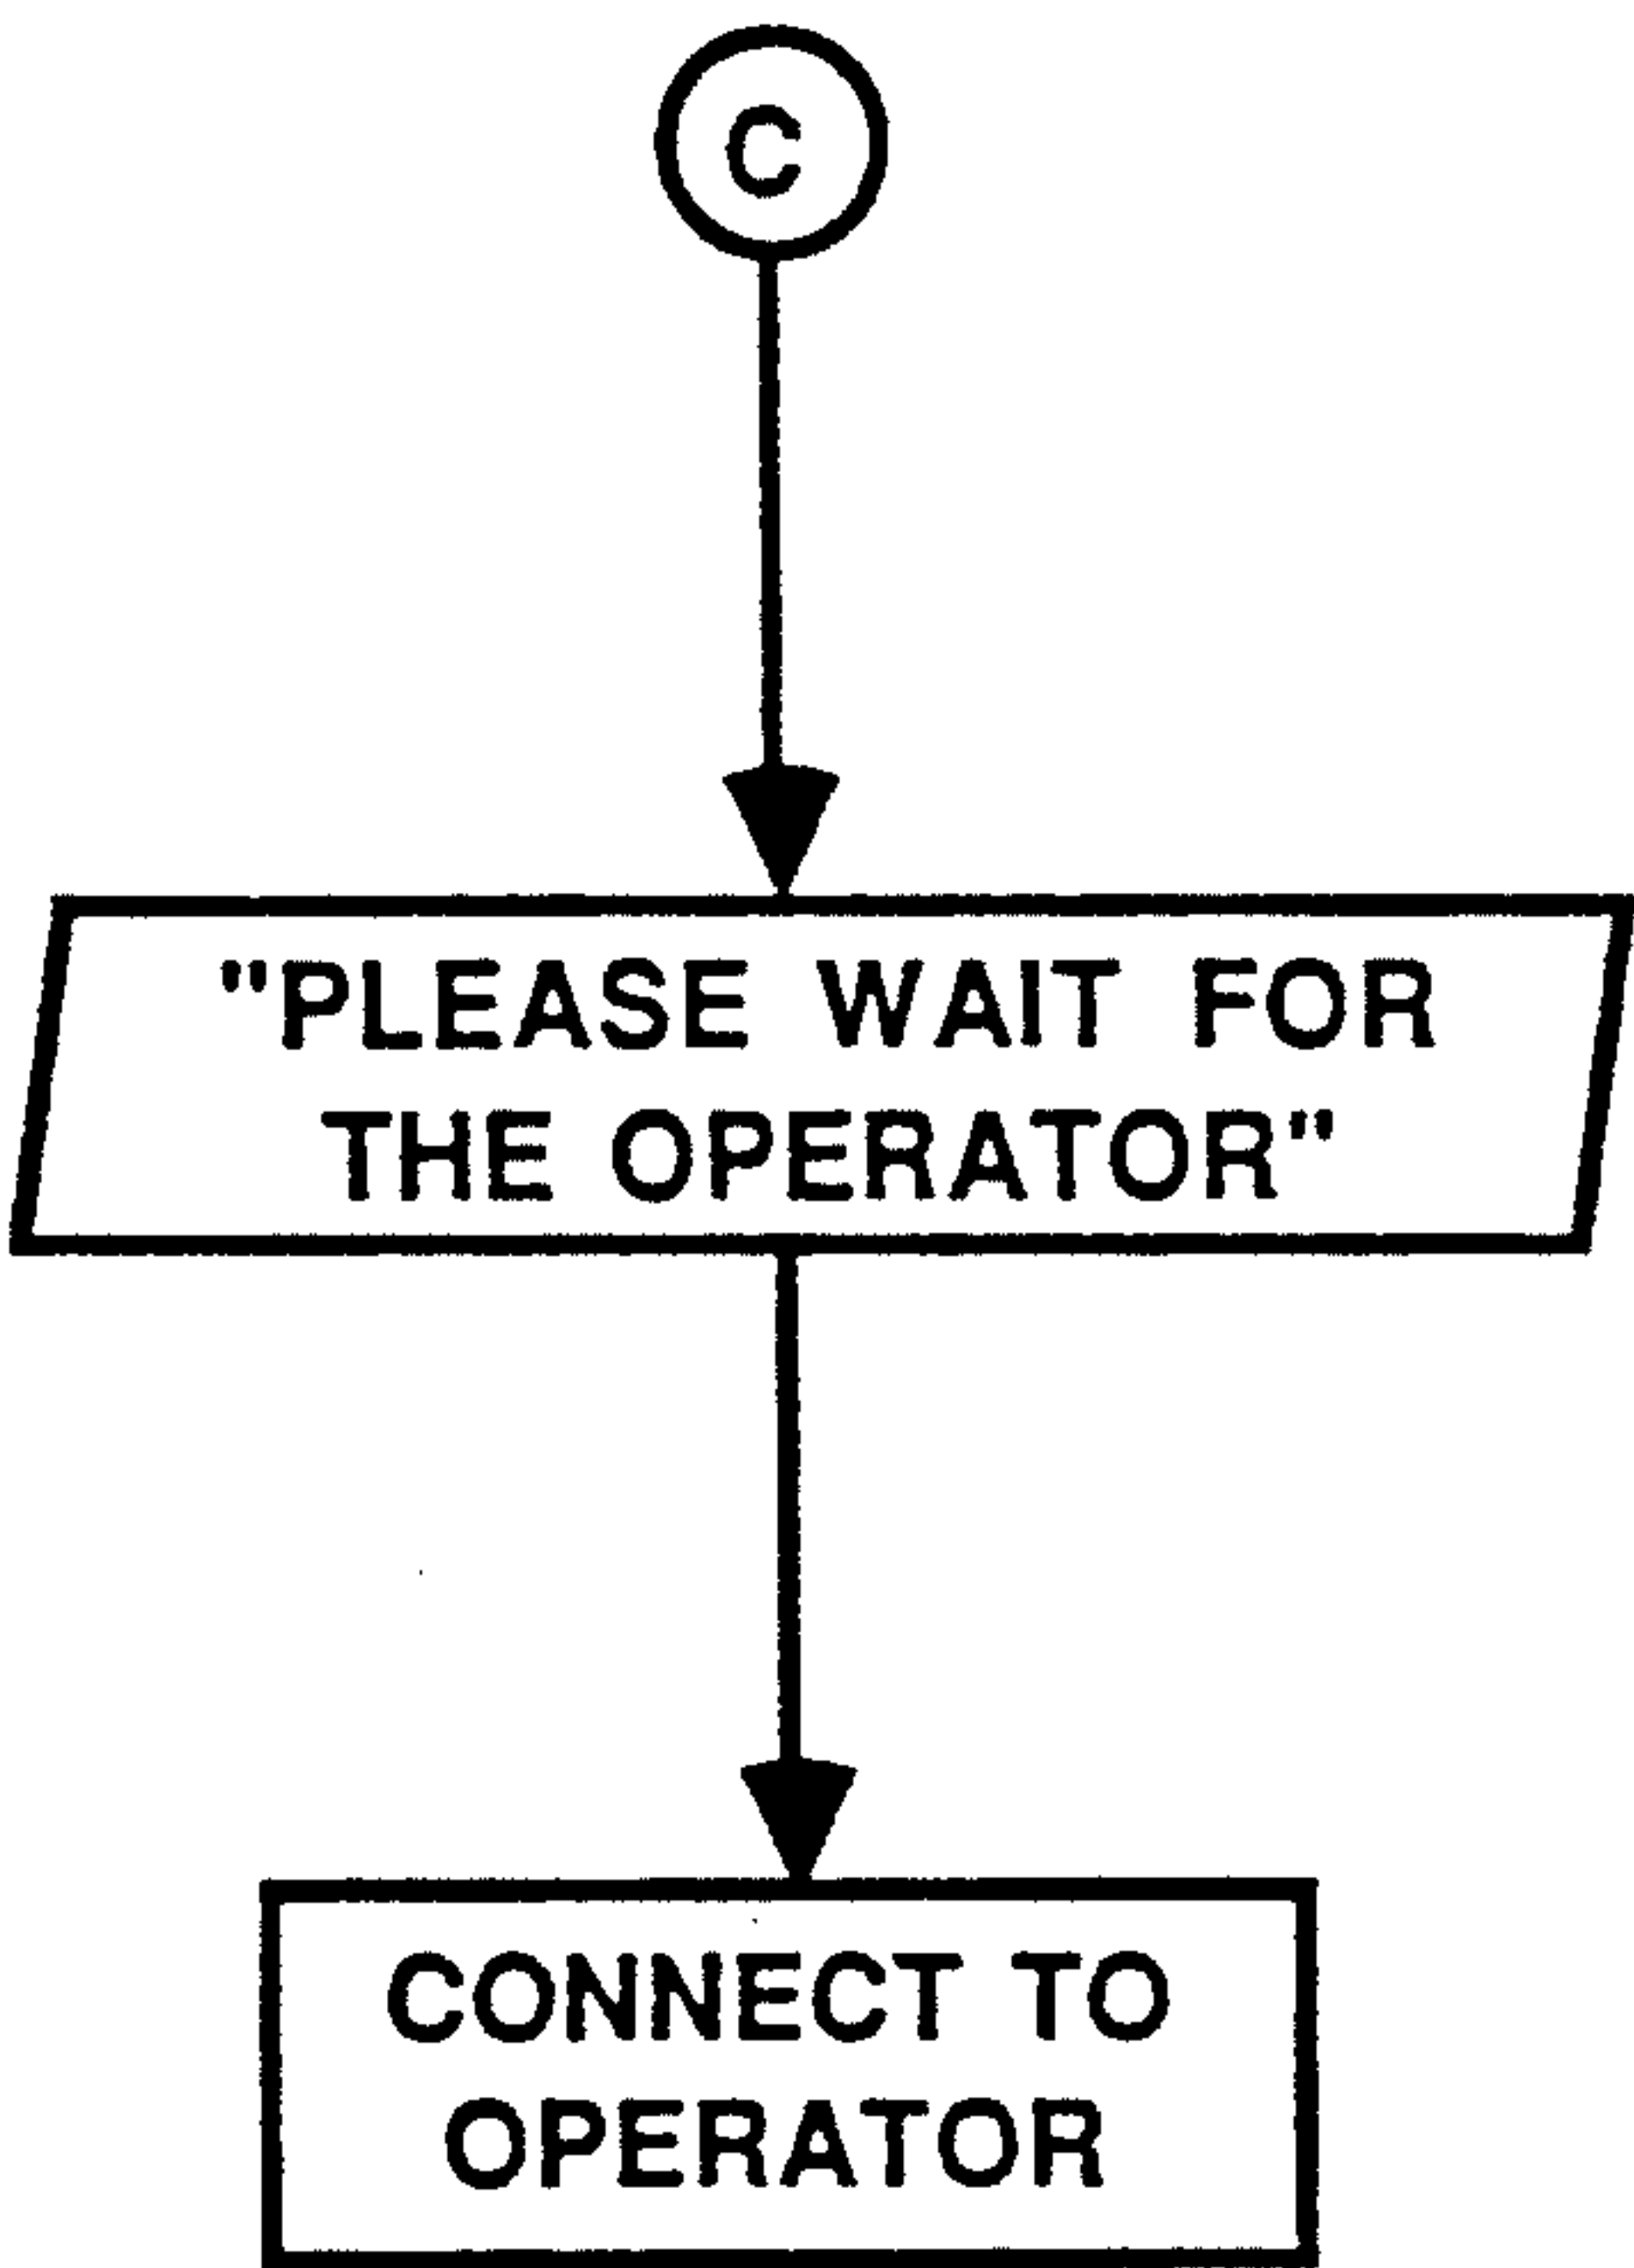 C
"PLEASE WAIT FOR
THE OPERATOR"
CONNECT TO
OPERATOR